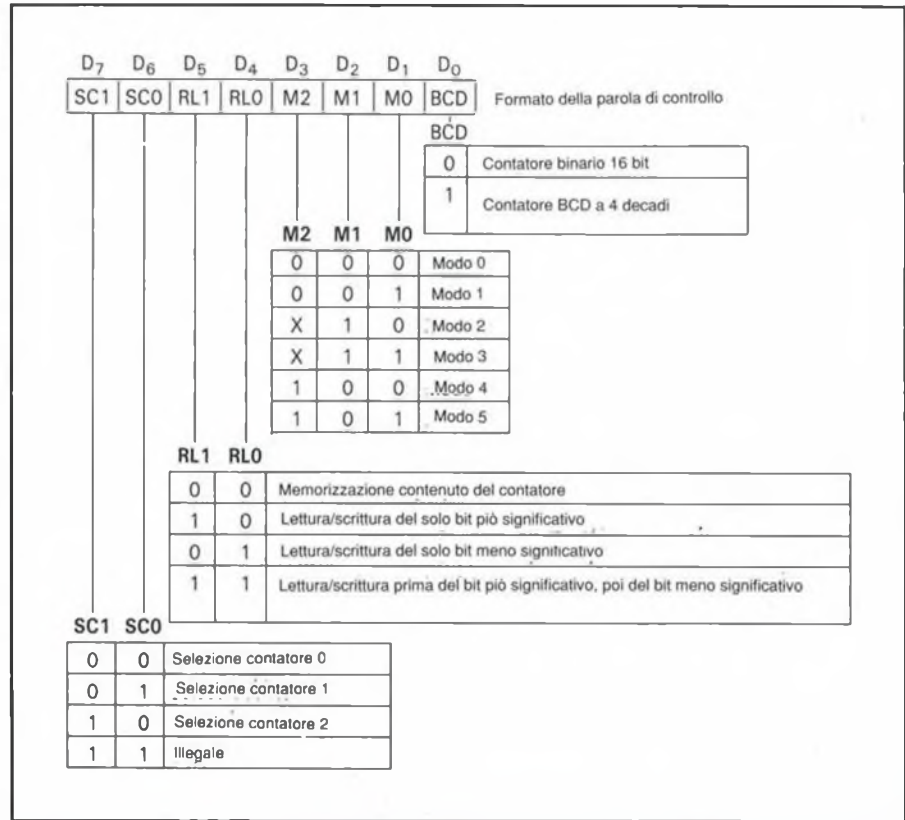 D7 D6 D5 D4 D3 D2 D1 D0
SC1 SC0 RL1 RL0 M2 M1 M0 BCD Formato della parola di controllo
BCD
0 Contatore binario 16 bit
1 Contatore BCD a 4 decadi
M2 M1 M0
0 0 0 Modo 0
0 0 1 Modo 1
X 1 0 Modo 2
X 1 1 Modo 3
1 0 0 Modo 4
1 0 1 Modo 5
RL1 RL0
0 0 Memorizzazione contenuto del contatore
1 0 Lettura/scrittura del solo bit piò significativo
0 1 Lettura/scrittura del solo bit meno significativo
1 1 Lettura/scrittura prima del bit piò significativo, poi del bit meno significativo
SC1 SC0
0 0 Selezione contatore 0
0 1 Selezione contatore 1
1 0 Selezione contatore 2
1 1 Illegale